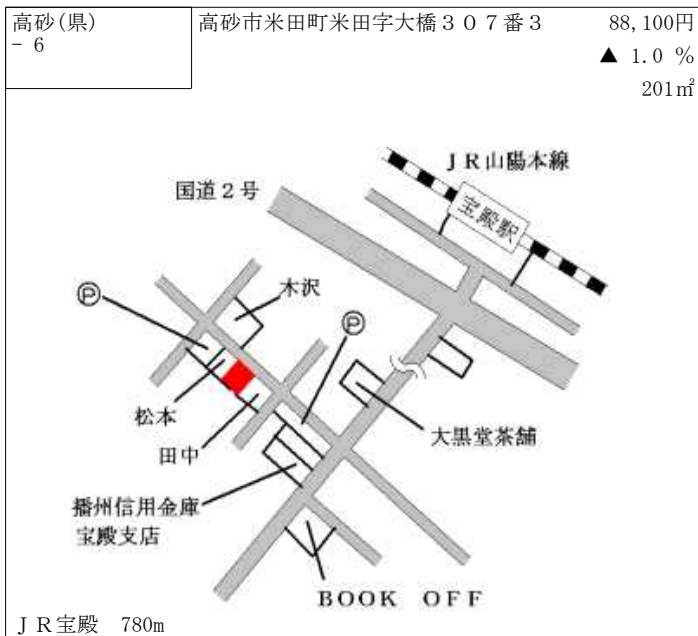 高砂(県)
- 6
高砂市米田町米田字大橋３０７番３
88,100円
▲ 1.0 %
201㎡
ＪＲ山陽本線
国道２号
宝殿駅
木沢
Ⓟ
Ⓟ
松本
田中
大黒堂茶舗
播州信用金庫
宝殿支店
BOOK OFF
ＪＲ宝殿 780m